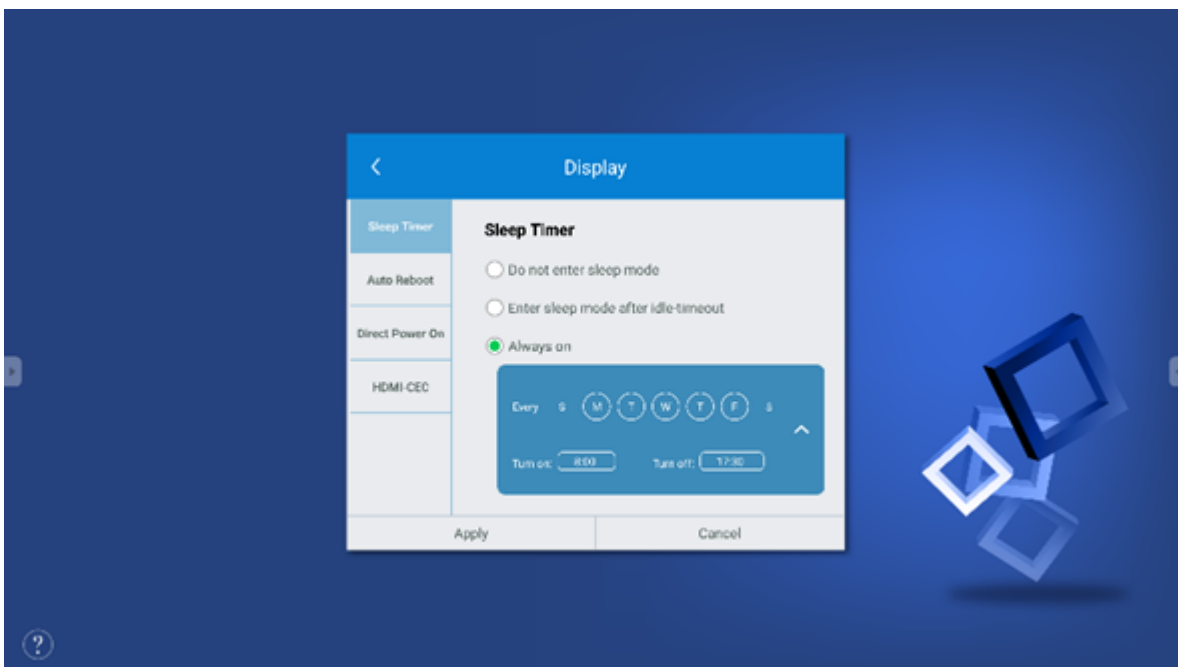 Display
Sleep Timer
Auto Reboot
Direct Power On
HDMI-CEC
Sleep Timer
Do not enter sleep mode
Enter sleep mode after idle-timeout
Always on
Every S M T W T F S
Turn on: 8:00 Turn off: 17:30
Apply Cancel
?